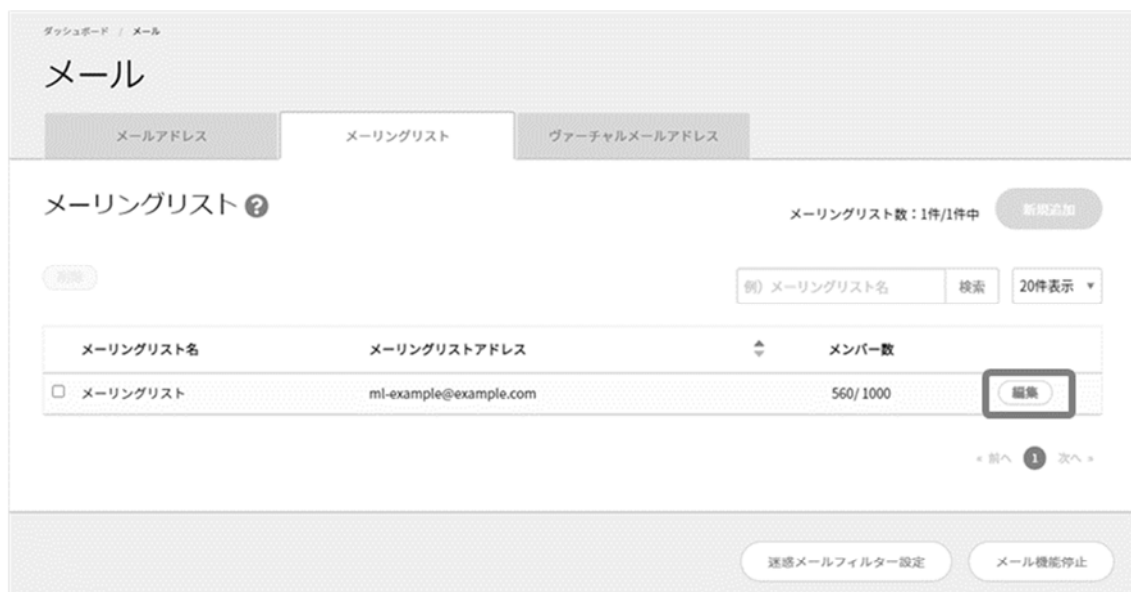 ダッシュボード / メール
メール
メールアドレス メーリングリスト ヴァーチャルメールアドレス
メーリングリスト ?
メーリングリスト数：1件/1件中 新規追加
削除
例）メーリングリスト名 検索 20件表示
メーリングリスト名 メーリングリストアドレス メンバー数
メーリングリスト ml-example@example.com 560/1000 編集
« 前へ 1 次へ »
迷惑メールフィルター設定 メール機能停止